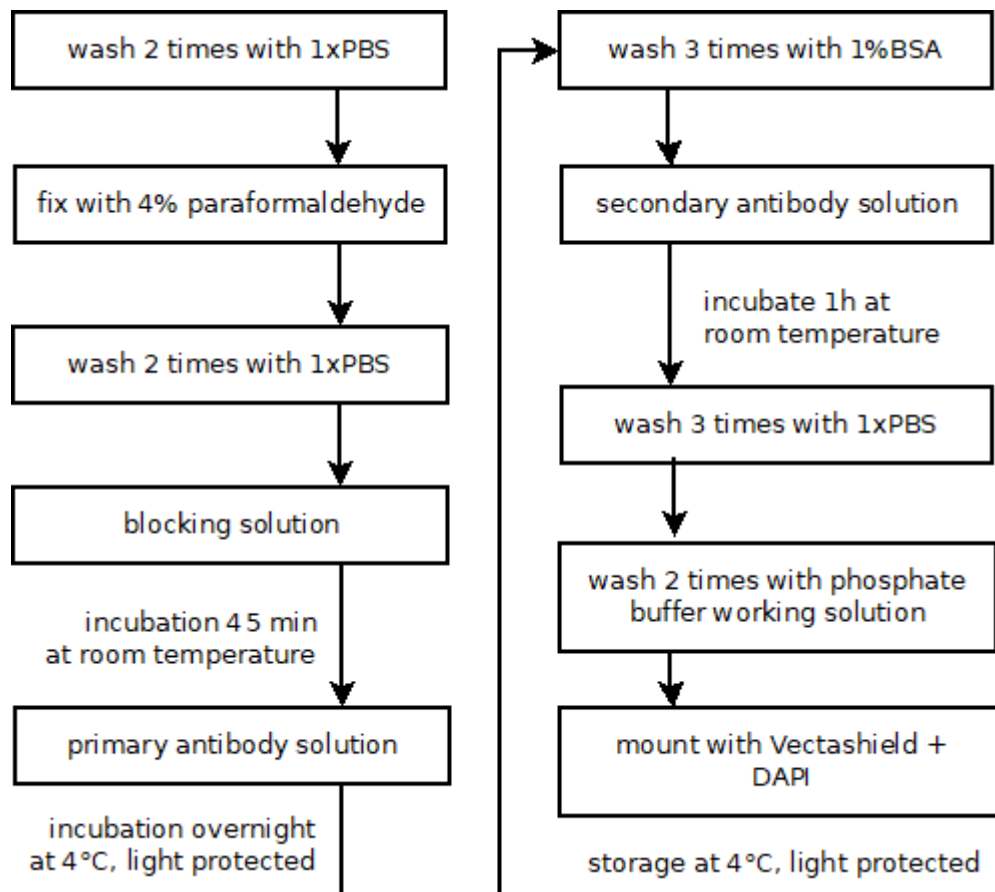 wash 2 times with 1xPBS
fix with 4% paraformaldehyde
wash 2 times with 1xPBS
blocking solution
incubation 45 min
at room temperature
primary antibody solution
incubation overnight
at 4°C, light protected
wash 3 times with 1%BSA
secondary antibody solution
incubate 1h at
room temperature
wash 3 times with 1xPBS
wash 2 times with phosphate
buffer working solution
mount with Vectashield +
DAPI
storage at 4°C, light protected